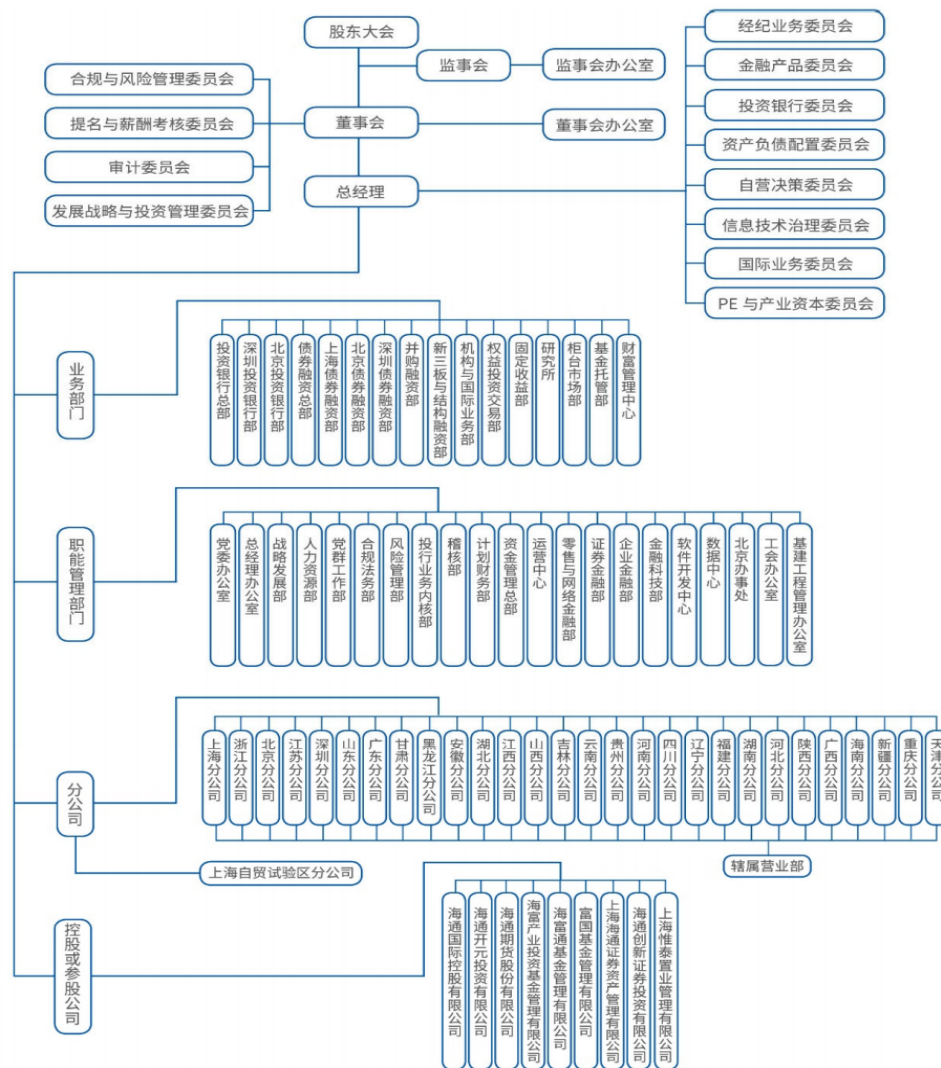 股东大会
监事会
监事会办公室
董事会
董事会办公室
总经理
合规与风险管理委员会
提名与薪酬考核委员会
审计委员会
发展战略与投资管理委员会
经纪业务委员会
金融产品委员会
投资银行委员会
资产负债配置委员会
自营决策委员会
信息技术治理委员会
国际业务委员会
PE 与产业资本委员会
业务部门
投资银行总部
深圳投资银行部
北京投资银行部
债券融资总部
上海债券融资部
北京债券融资部
深圳债券融资部
并购融资部
新三板与结构融资部
机构与国际业务部
权益投资交易部
固定收益部
研究所
柜台市场部
基金托管部
财富管理中心
职能管理部门
党委办公室
总经理办公室
战略发展部
人力资源部
党群工作部
合规法务部
风险管理部
投行业务内核部
稽核部
计划财务部
资金管理总部
运营中心
零售与网络金融部
证券金融部
企业金融部
金融科技部
软件开发中心
数据中心
北京办事处
工会办公室
基建工程管理办公室
分公司
上海分公司
浙江分公司
北京分公司
江苏分公司
深圳分公司
山东分公司
广东分公司
甘肃分公司
黑龙江分公司
安徽分公司
湖北分公司
江西分公司
山西分公司
吉林分公司
云南分公司
贵州分公司
河南分公司
四川分公司
辽宁分公司
福建分公司
湖南分公司
河北分公司
陕西分公司
广西分公司
海南分公司
新疆分公司
重庆分公司
天津分公司
辖属营业部
上海自贸试验区分公司
控股或参股公司
海通国际控股有限公司
海通开元投资有限公司
海通期货股份有限公司
海富产业投资基金管理有限公司
海富通基金管理有限公司
富国基金管理有限公司
上海海通证券资产管理有限公司
海通创新证券投资有限公司
上海惟泰置业管理有限公司